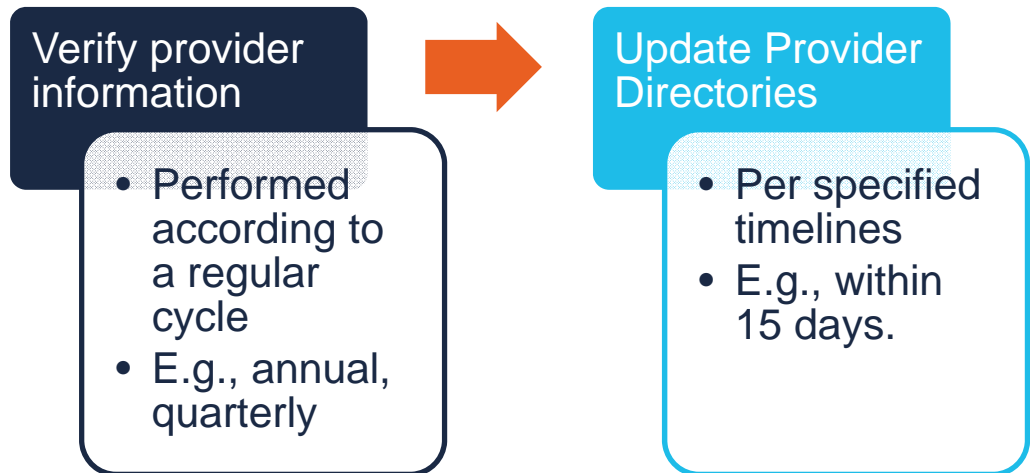 Verify provider
information
• Performed
according to
a regular
cycle
• E.g., annual,
quarterly
Update Provider
Directories
• Per specified
timelines
• E.g., within
15 days.